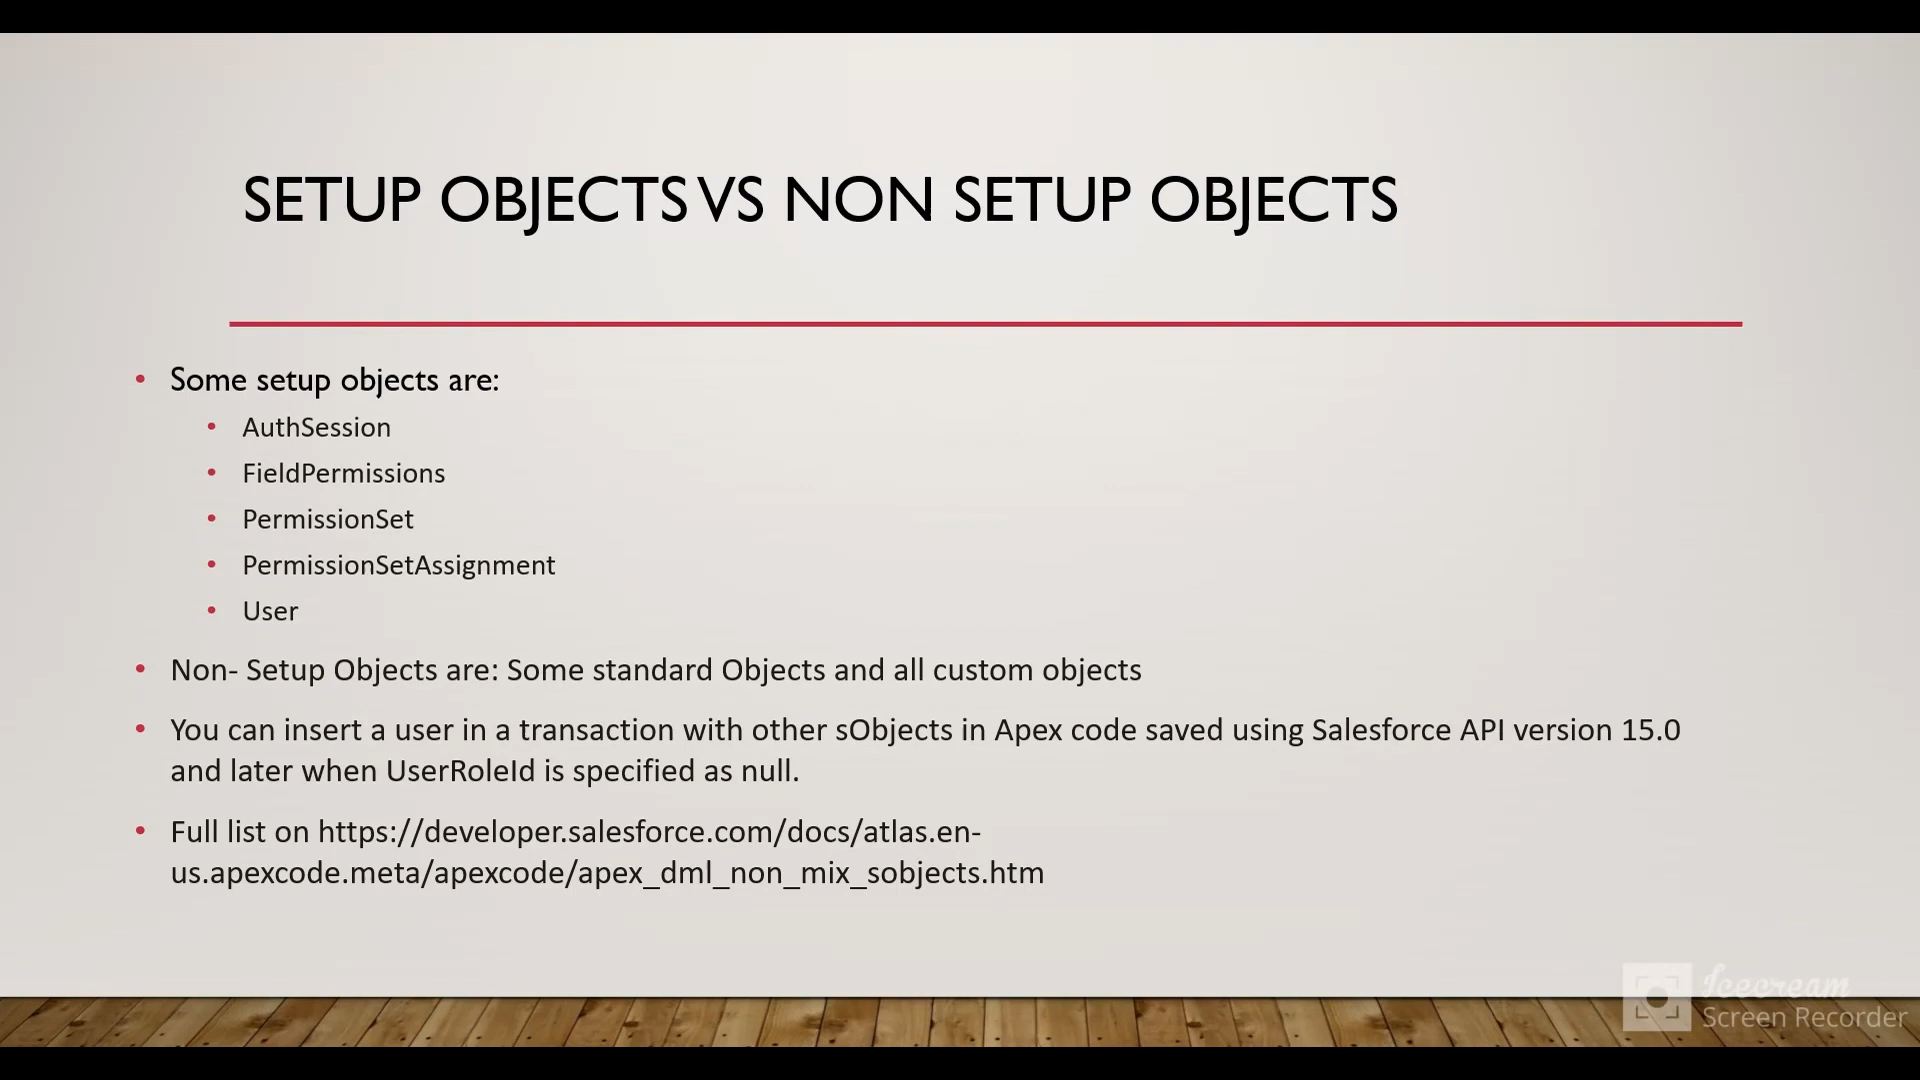 SETUP OBJECTS VS NON SETUP OBJECTS
• Some setup objects are:
• AuthSession
• FieldPermissions
• PermissionSet
• PermissionSetAssignment
• User
• Non- Setup Objects are: Some standard Objects and all custom objects
• You can insert a user in a transaction with other sObjects in Apex code saved using Salesforce API version 15.0
and later when UserRoleId is specified as null.
• Full list on https://developer.salesforce.com/docs/atlas.en-
us.apexcode.meta/apexcode/apex_dml_non_mix_sobjects.htm
Icecream
Screen Recorder